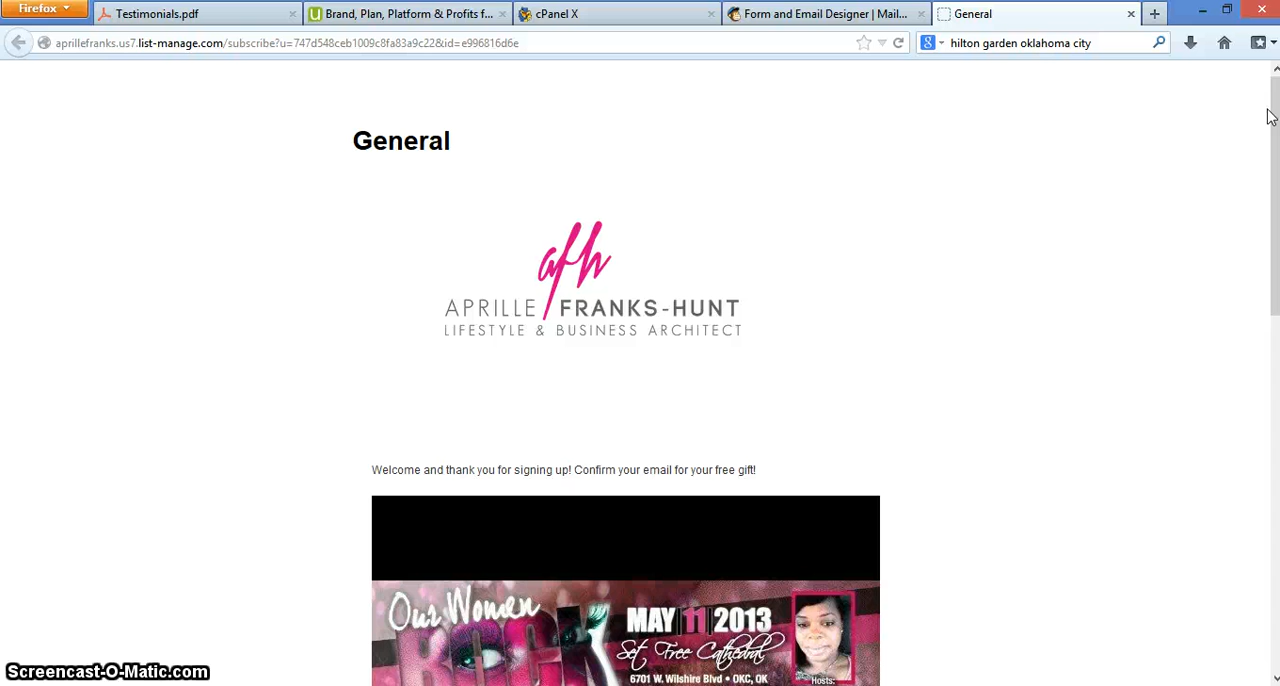 Firefox
Testimonials.pdf
Brand, Plan, Platform & Profits f...
cPanel X
Form and Email Designer | Mail...
General
aprillefranks.us7.list-manage.com/subscribe?u=747d548ceb1009c8fa83a9c22&id=e996816d6e
hilton garden oklahoma city
General
afh
APRILLE FRANKS-HUNT
LIFESTYLE & BUSINESS ARCHITECT
Welcome and thank you for signing up! Confirm your email for your free gift!
Our Women
ROCK
MAY 11 2013
Set Free Cathedral
6701 W. Wilshire Blvd • OKC, OK
Hosts:
Screencast-O-Matic.com